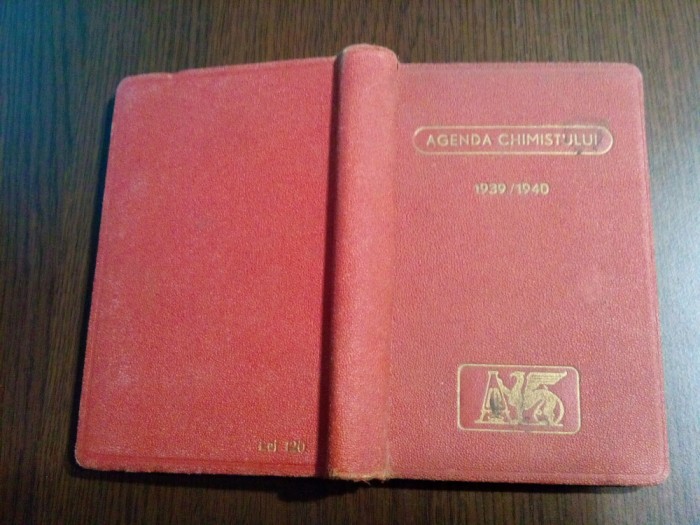 AGENDA CHIMISTULUI
1939/1940
Lei 120